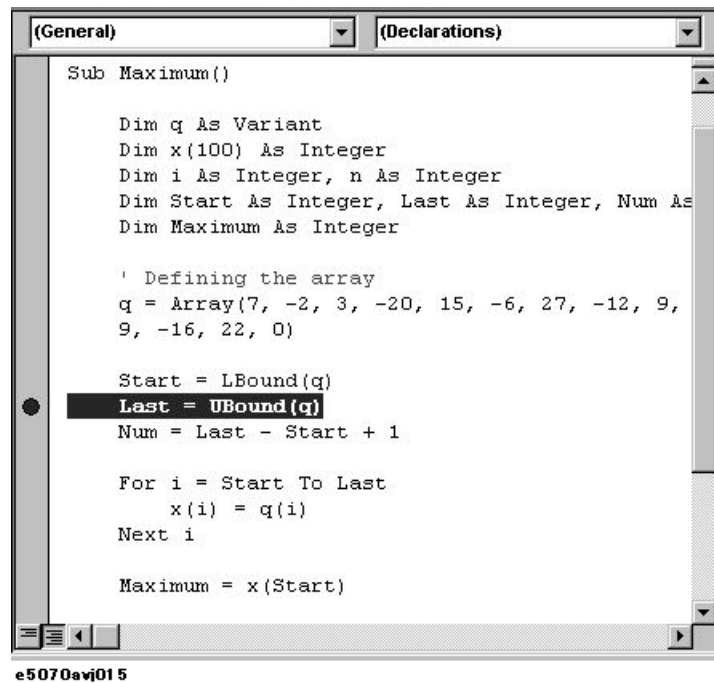 (General) (Declarations)
Sub Maximum()
Dim q As Variant
Dim x(100) As Integer
Dim i As Integer, n As Integer
Dim Start As Integer, Last As Integer, Num As
Dim Maximum As Integer
' Defining the array
q = Array(7, -2, 3, -20, 15, -6, 27, -12, 9,
9, -16, 22, 0)
Start = LBound(q)
Last = UBound(q)
Num = Last - Start + 1
For i = Start To Last
x(i) = q(i)
Next i
Maximum = x(Start)
e5070avj015